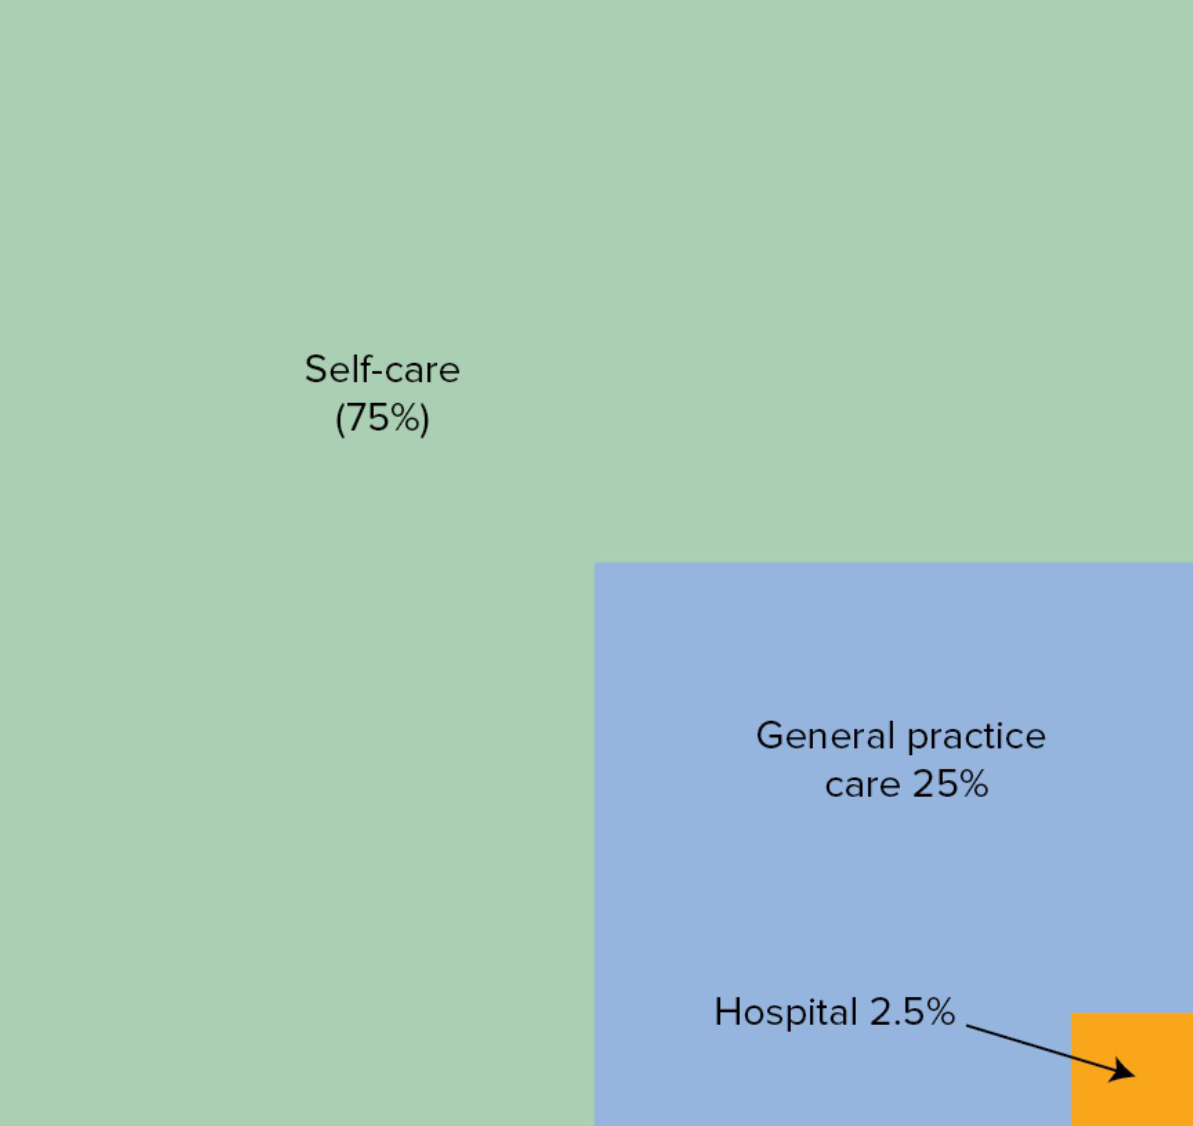 Self-care
(75%)
General practice
care 25%
Hospital 2.5%